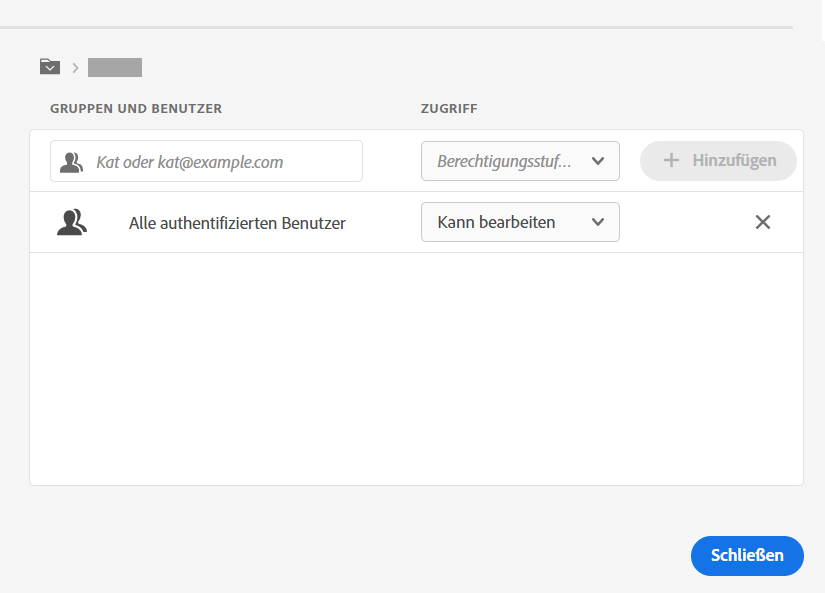 GRUPPEN UND BENUTZER ZUGRIFF
Kat oder kat@example.com Berechtigungsstuf... Hinzufügen
Alle authentifizierten Benutzer Kann bearbeiten
Schließen